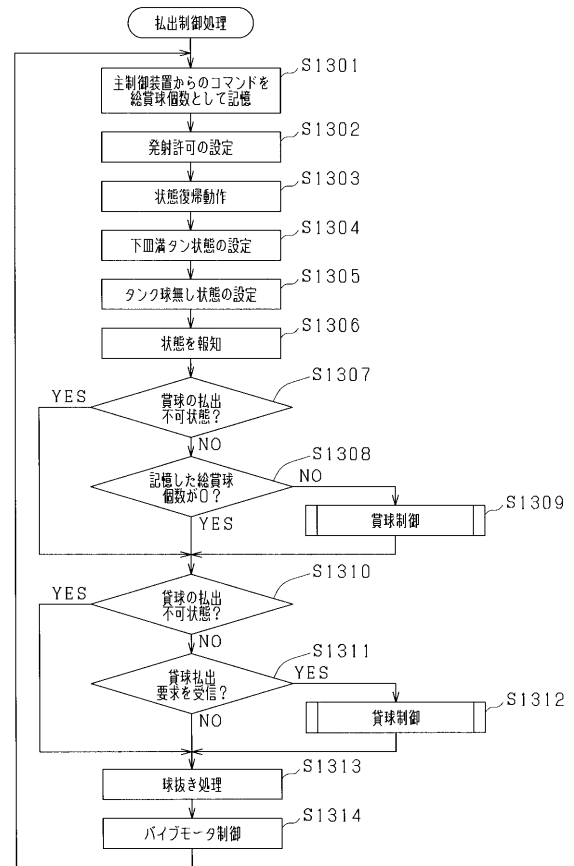 払出制御処理
S1301
主制御装置からのコマンドを
総賞球個数として記憶
S1302
発射許可の設定
S1303
状態復帰動作
S1304
下皿満タン状態の設定
S1305
タンク球無し状態の設定
S1306
状態を報知
S1307
YES
賞球の払出
不可状態?
NO
S1308
記憶した総賞球
個数が0?
NO
YES
S1309
賞球制御
S1310
YES
貸球の払出
不可状態?
NO
S1311
貸球払出
要求を受信?
YES
NO
S1312
貸球制御
S1313
球抜き処理
S1314
バイブモータ制御